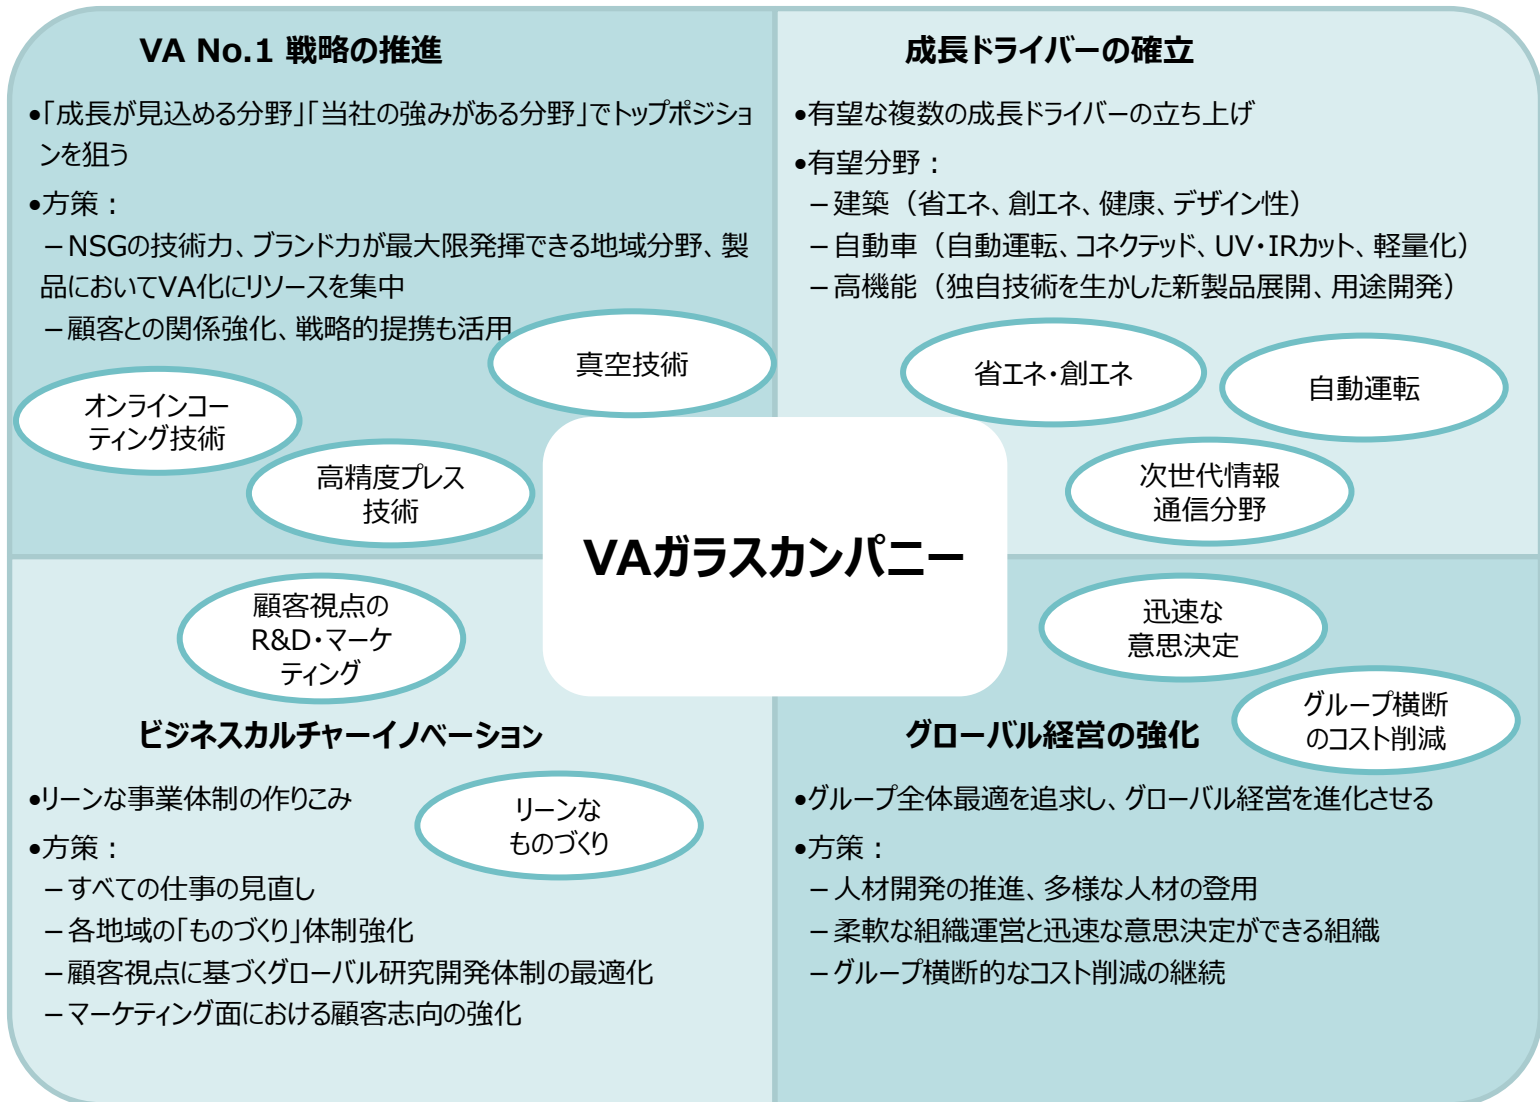 VA No.1 戦略の推進
•「成長が見込める分野」「当社の強みがある分野」でトップポジショ
ンを狙う
•方策：
－NSGの技術力、ブランド力が最大限発揮できる地域分野、製
品においてVA化にリソースを集中
－顧客との関係強化、戦略的提携も活用
真空技術
オンラインコー
ティング技術
高精度プレス
技術
成長ドライバーの確立
•有望な複数の成長ドライバーの立ち上げ
•有望分野：
－建築（省エネ、創エネ、健康、デザイン性）
－自動車（自動運転、コネクテッド、UV・IRカット、軽量化）
－高機能（独自技術を生かした新製品展開、用途開発）
省エネ・創エネ
自動運転
次世代情報
通信分野
VAガラスカンパニー
顧客視点の
R&D・マーケ
ティング
ビジネスカルチャーイノベーション
•リーンな事業体制の作りこみ
リーンな
ものづくり
•方策：
－すべての仕事の見直し
－各地域の「ものづくり」体制強化
－顧客視点に基づくグローバル研究開発体制の最適化
－マーケティング面における顧客志向の強化
迅速な
意思決定
グループ横断
のコスト削減
グローバル経営の強化
•グループ全体最適を追求し、グローバル経営を進化させる
•方策：
－人材開発の推進、多様な人材の登用
－柔軟な組織運営と迅速な意思決定ができる組織
－グループ横断的なコスト削減の継続